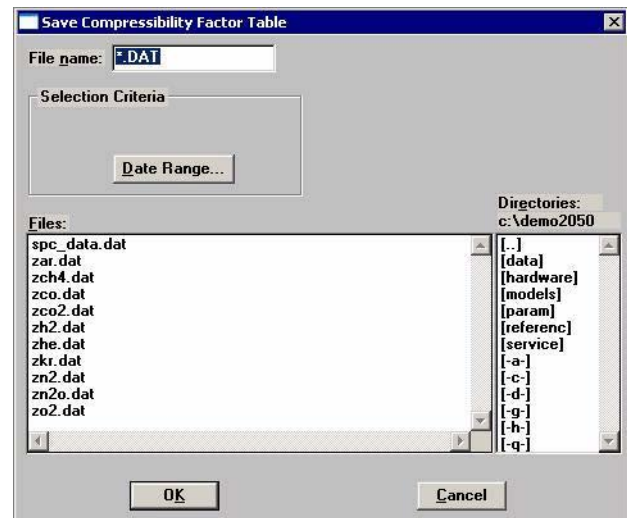 Save Compressibility Factor Table
File name: *.DAT
Selection Criteria
Date Range...
Directories:
Files: c:\demo2050
spc_data.dat
zar.dat
zch4.dat
zco.dat
zco2.dat
zh2.dat
zhe.dat
zkr.dat
zn2.dat
zn2o.dat
zo2.dat
[..]
[data]
[hardware]
[models]
[param]
[referenc]
[service]
[-a-]
[-c-]
[-d-]
[-g-]
[-h-]
[-q-]
OK Cancel